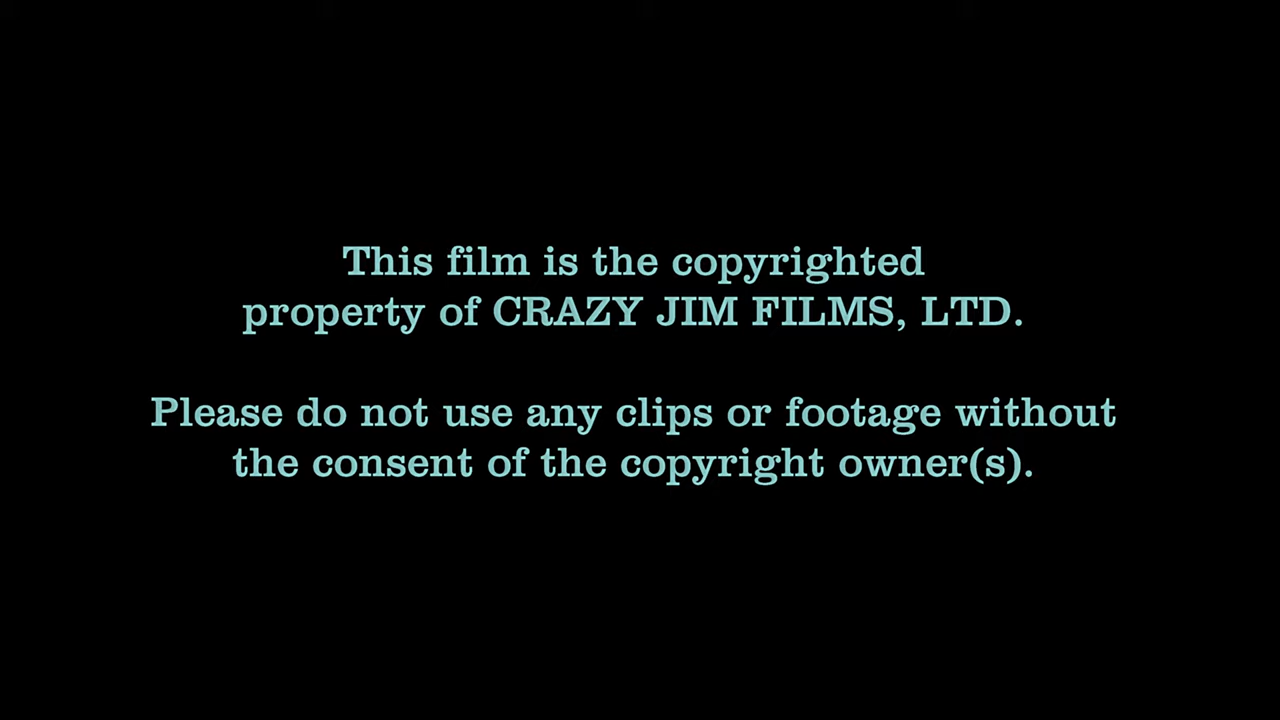 This film is the copyrighted
property of CRAZY JIM FILMS, LTD.
Please do not use any clips or footage without
the consent of the copyright owner(s).